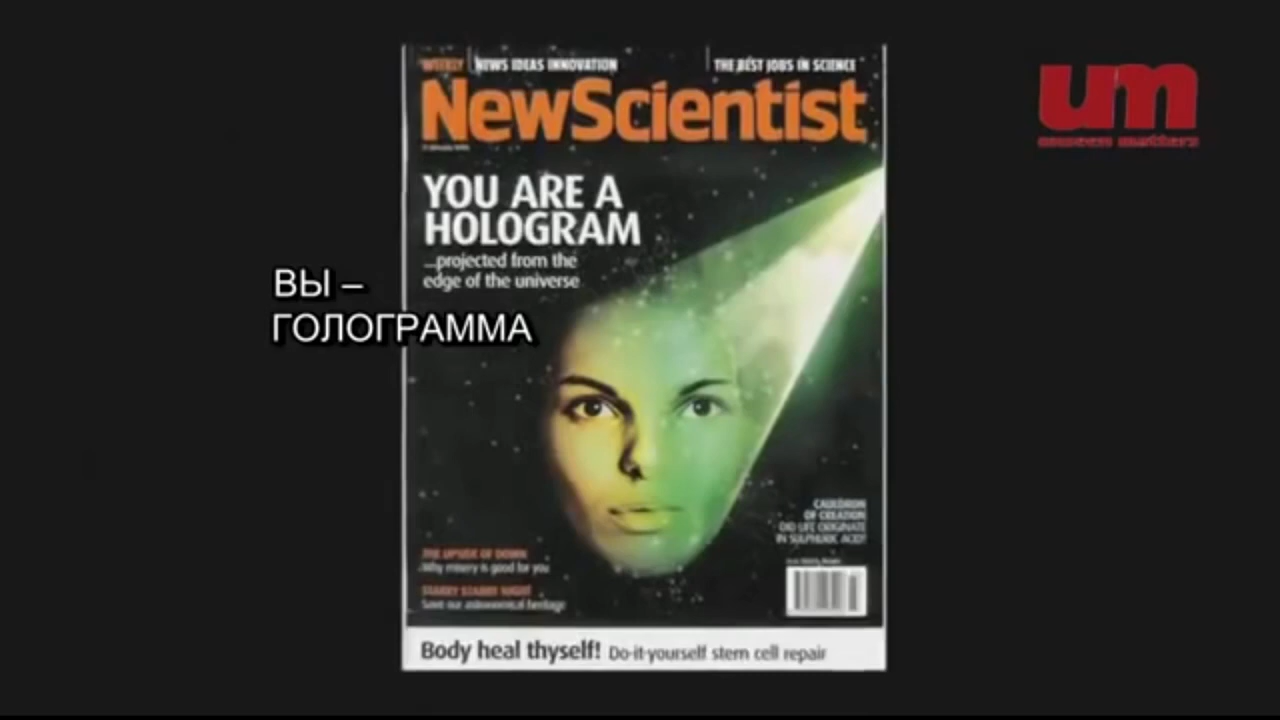 WEEKLY NEWS IDEAS INNOVATION THE BEST JOBS IN SCIENCE
NewScientist
um
YOU ARE A
HOLOGRAM
...projected from the
edge of the universe
ВЫ –
ГОЛОГРАММА
CAULDRON
OF CREATION
DID LIFE ORIGINATE
IN SULPHURIC ACID?
THE UPSIDE OF DOWN
Why misery is good for you
STARRY STARRY NIGHT
Save our astronomical heritage
Body heal thyself! Do-it-yourself stem cell repair